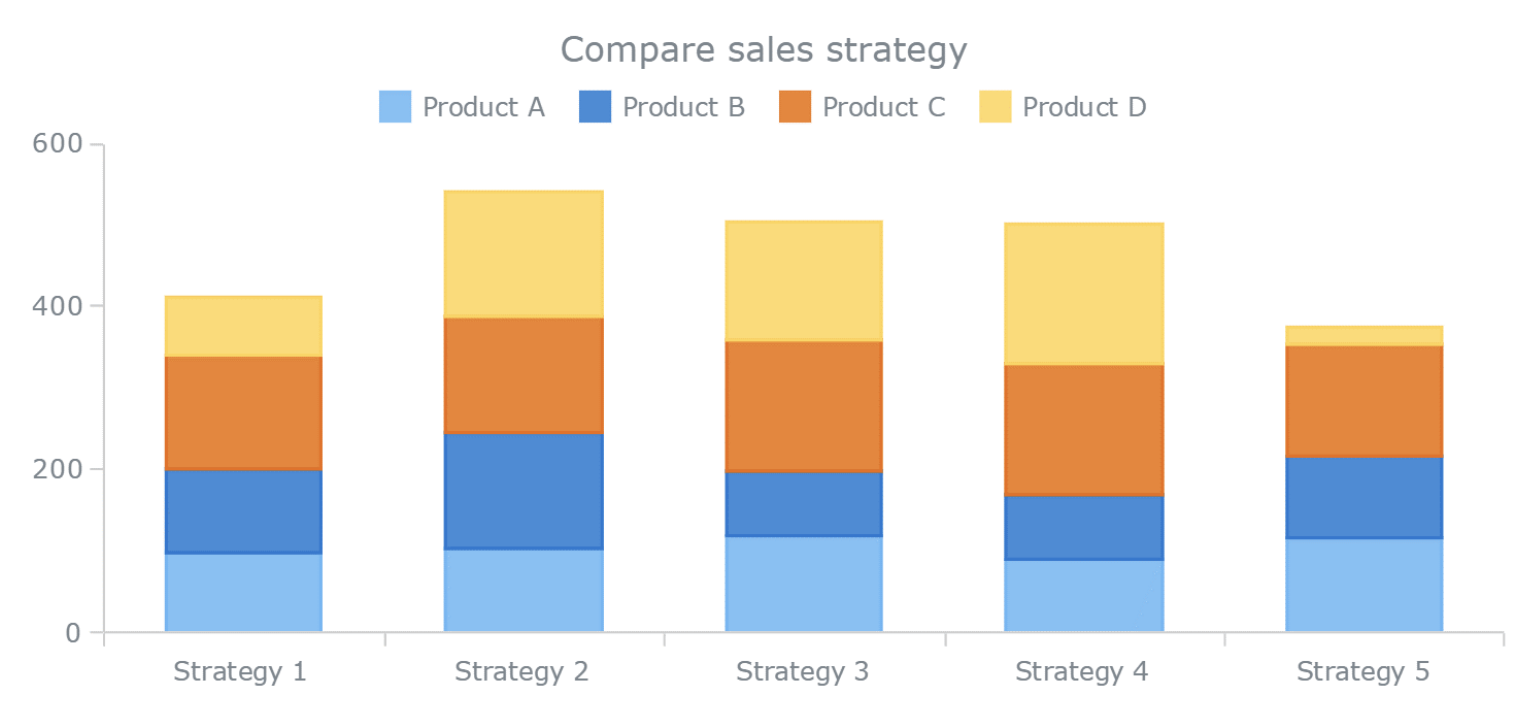 Compare sales strategy
Product A Product B Product C Product D
600
400
200
0
Strategy 1 Strategy 2 Strategy 3 Strategy 4 Strategy 5